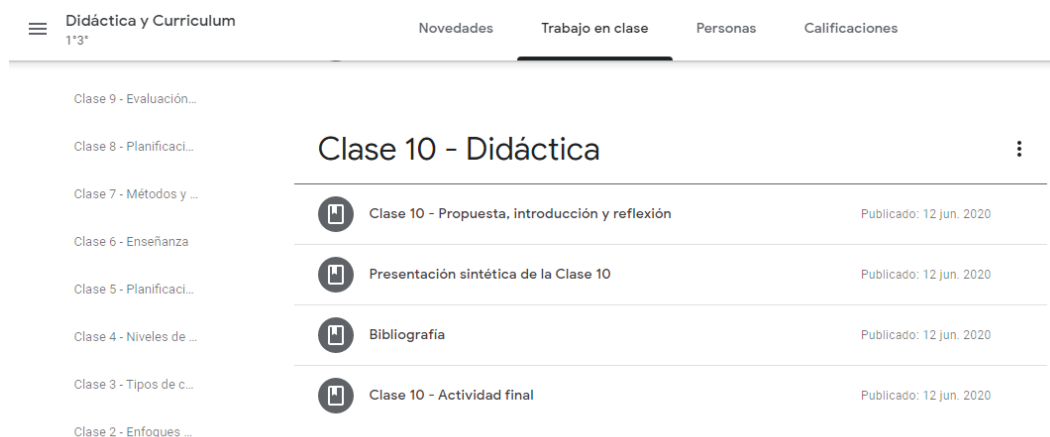 Didáctica y Curriculum
1°3°
Novedades
Trabajo en clase
Personas
Calificaciones
Clase 9 - Evaluación...
Clase 8 - Planificaci...
Clase 7 - Métodos y ...
Clase 6 - Enseñanza
Clase 5 - Planificaci...
Clase 4 - Niveles de ...
Clase 3 - Tipos de c...
Clase 2 - Enfoques ...
Clase 10 - Didáctica
Clase 10 - Propuesta, introducción y reflexión
Publicado: 12 jun. 2020
Presentación sintética de la Clase 10
Publicado: 12 jun. 2020
Bibliografía
Publicado: 12 jun. 2020
Clase 10 - Actividad final
Publicado: 12 jun. 2020